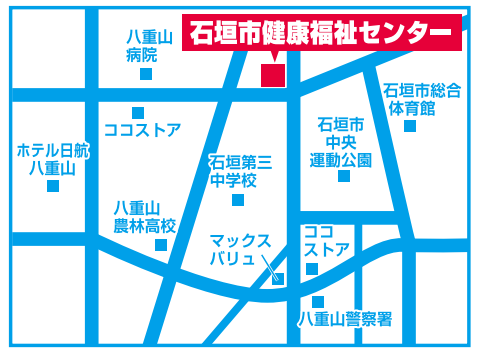 石垣市健康福祉センター
八重山
病院
石垣市総合
体育館
ココストア
石垣市
中央
運動公園
ホテル日航
八重山
石垣第三
中学校
八重山
農林高校
マックス
バリュ
ココ
ストア
八重山警察署